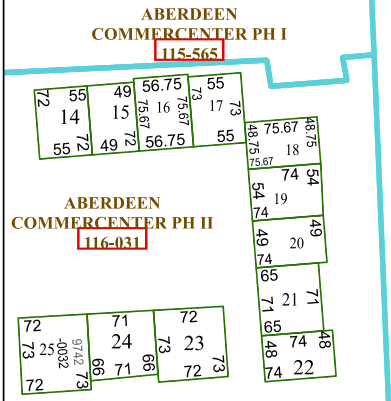 ABERDEEN
COMMERCENTER PH I
115-565
55 49 56.75 55
72 14 15 75.67 16 75.67 73 17 73
72 72
55 49 56.75 55
48.75 75.67 48.75
75.67 18
74
54 19 54
74
49 20 49
74
ABERDEEN
COMMERCENTER PH II
116-031
65
71 21 71
65
74
48 22 48
74
72 71 72
73 25 -0032 9742 73
66 24 66
73 23 73
72 71 72